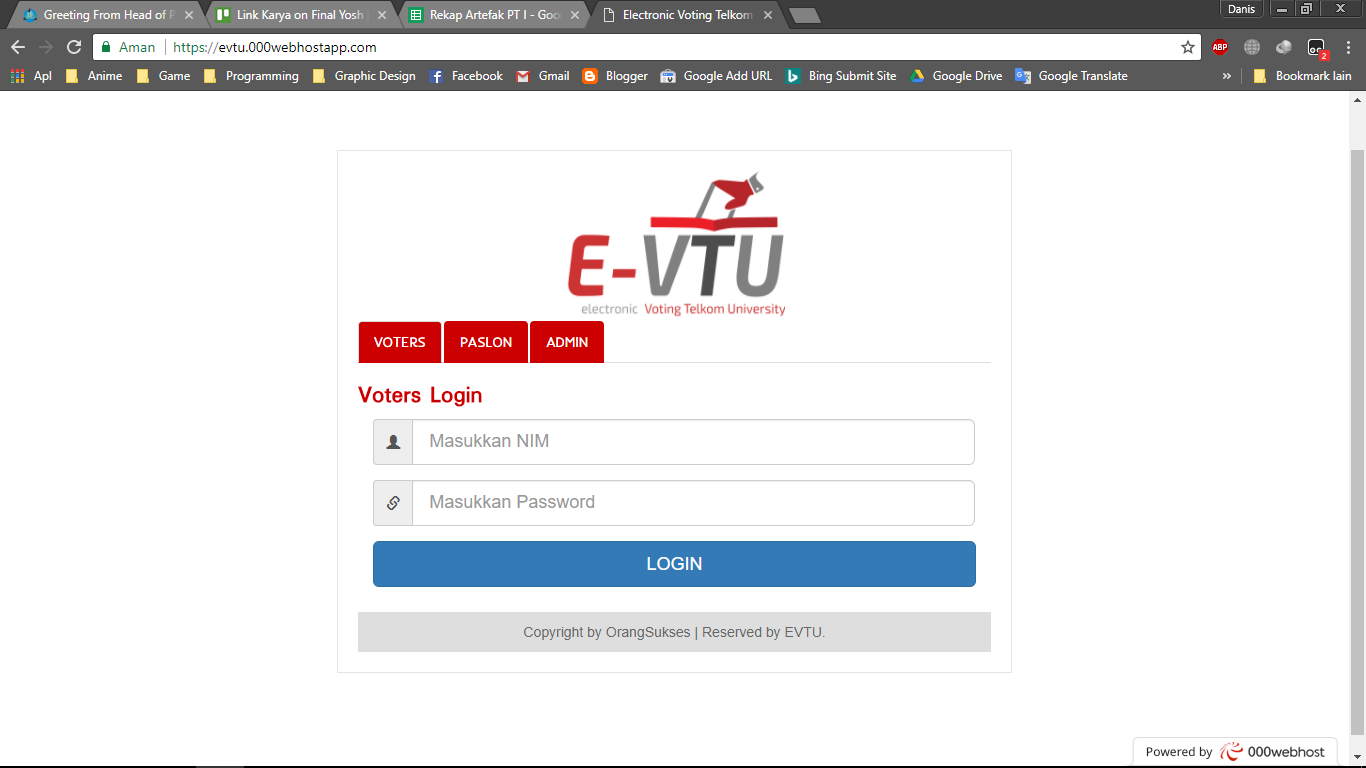 Greeting From Head of P
Link Karya on Final Yosh |
Rekap Artefak PT I - Goo
Electronic Voting Telkom
Danis
Aman | https://evtu.000webhostapp.com
ABP
2
Apl Anime Game Programming Graphic Design Facebook Gmail Blogger Google Add URL Bing Submit Site Google Drive Google Translate » Bookmark lain
E-VTU
electronic Voting Telkom University
VOTERS PASLON ADMIN
Voters Login
Masukkan NIM
Masukkan Password
LOGIN
Copyright by OrangSukses | Reserved by EVTU.
Powered by 000webhost